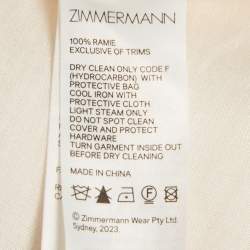 ZIMMERMANN
100% RAMIE
EXCLUSIVE OF TRIMS
DRY CLEAN ONLY CODE F
(HYDROCARBON) WITH
PROTECTIVE BAG
COOL IRON WITH
PROTECTIVE CLOTH.
LIGHT STEAM ONLY
DO NOT SPOT CLEAN
COVER AND PROTECT
HARDWARE
TURN GARMENT INSIDE OUT
BEFORE DRY CLEANING
MADE IN CHINA
F
© Zimmermann Wear Pty Ltd.
Sydney, 2023.